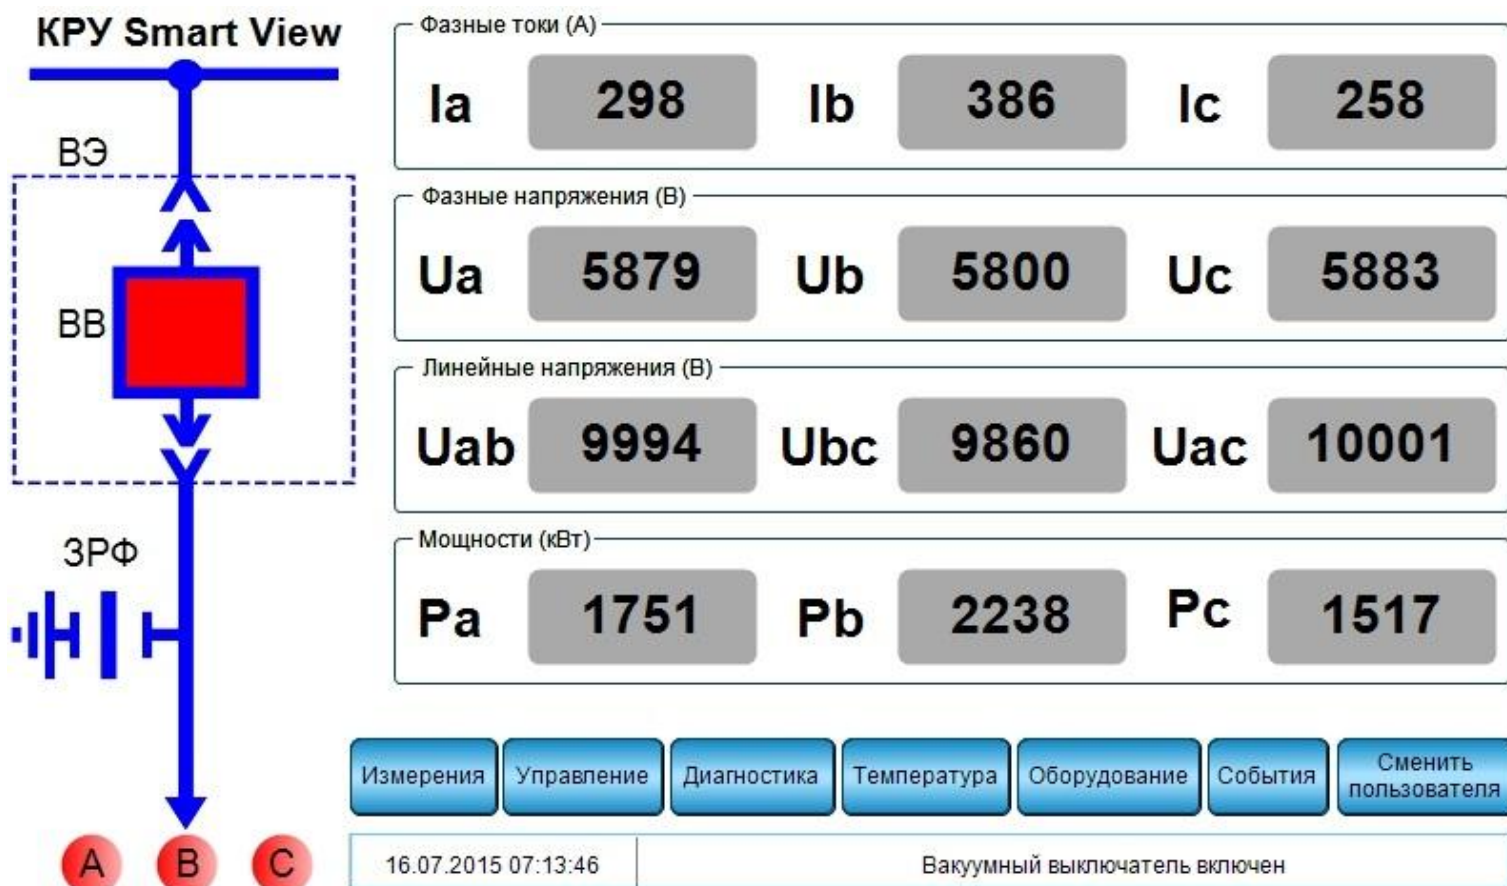 КРУ Smart View
ВЭ
ВВ
ЗРФ
A B C
Фазные токи (А)
Ia 298 Ib 386 Ic 258
Фазные напряжения (В)
Ua 5879 Ub 5800 Uc 5883
Линейные напряжения (В)
Uab 9994 Ubc 9860 Uac 10001
Мощности (кВт)
Pa 1751 Pb 2238 Pc 1517
Измерения Управление Диагностика Температура Оборудование События Сменить
пользователя
16.07.2015 07:13:46 Вакуумный выключатель включен